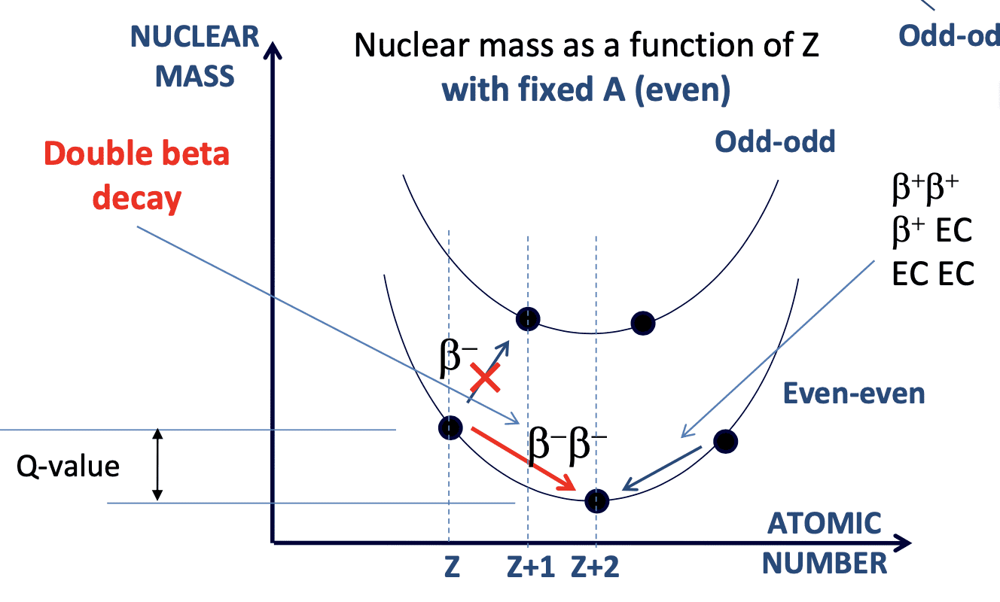 NUCLEAR
MASS
Nuclear mass as a function of Z
with fixed A (even)
Odd-od
Double beta
decay
Odd-odd
β⁺β⁺
β⁺ EC
EC EC
β⁻
Even-even
β⁻β⁻
Q-value
ATOMIC
NUMBER
Z
Z+1
Z+2